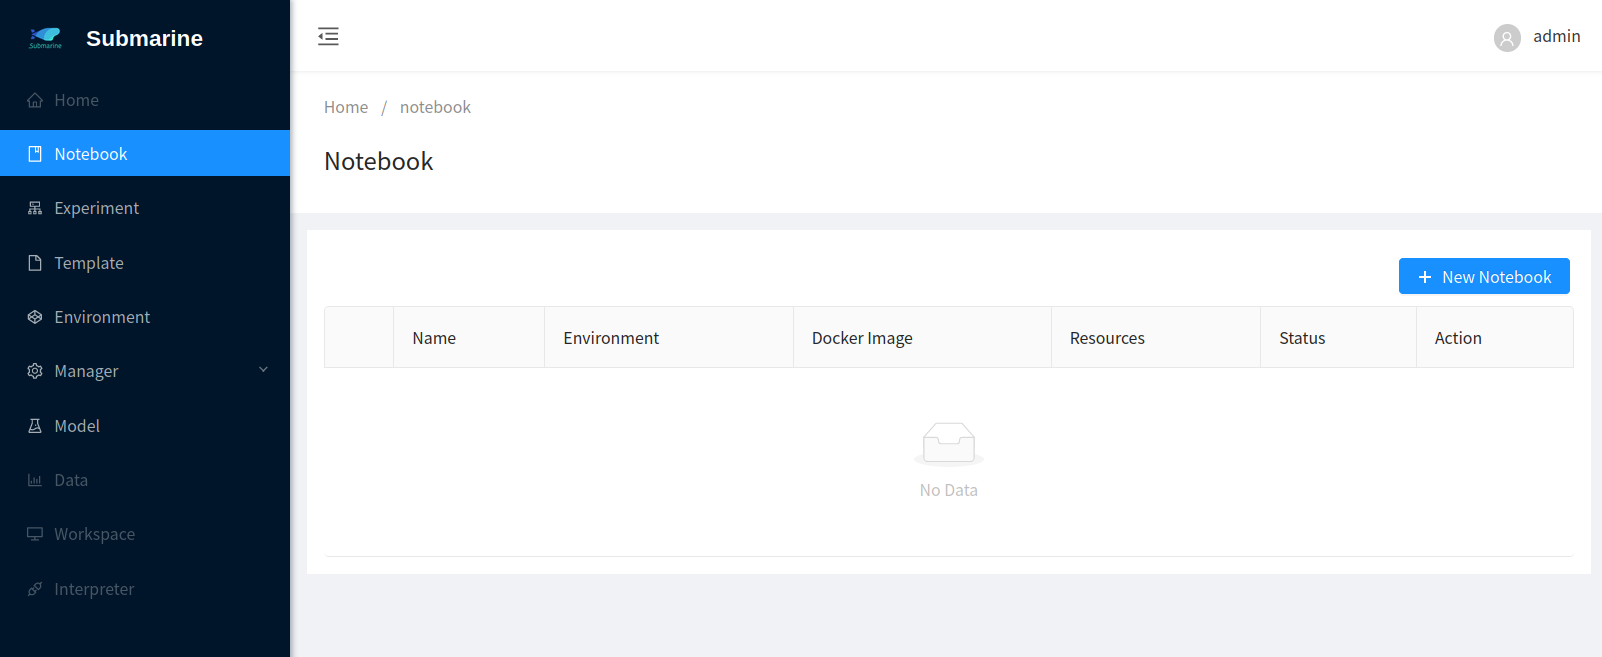 Submarine
Submarine
admin
Home
Notebook
Experiment
Template
Environment
Manager
Model
Data
Workspace
Interpreter
Home / notebook
Notebook
+ New Notebook
Name Environment Docker Image Resources Status Action
No Data